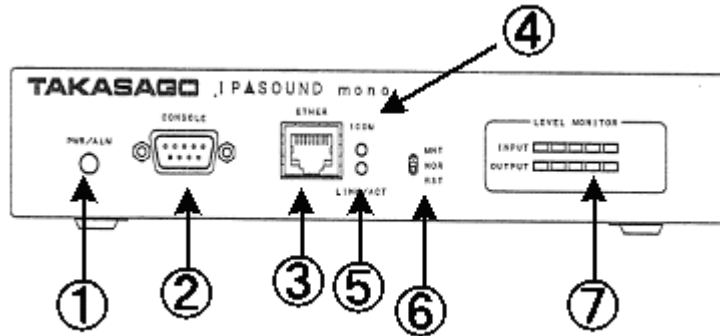 ④
TAKASAGO IPASOUND mono
CONSOLE
ETHER
ICOM
PWR/ALM
LEVEL MONITOR
MNT
INPUT
NOR
OUTPUT
RST
LINK/ACT
① ② ③ ⑤ ⑥ ⑦